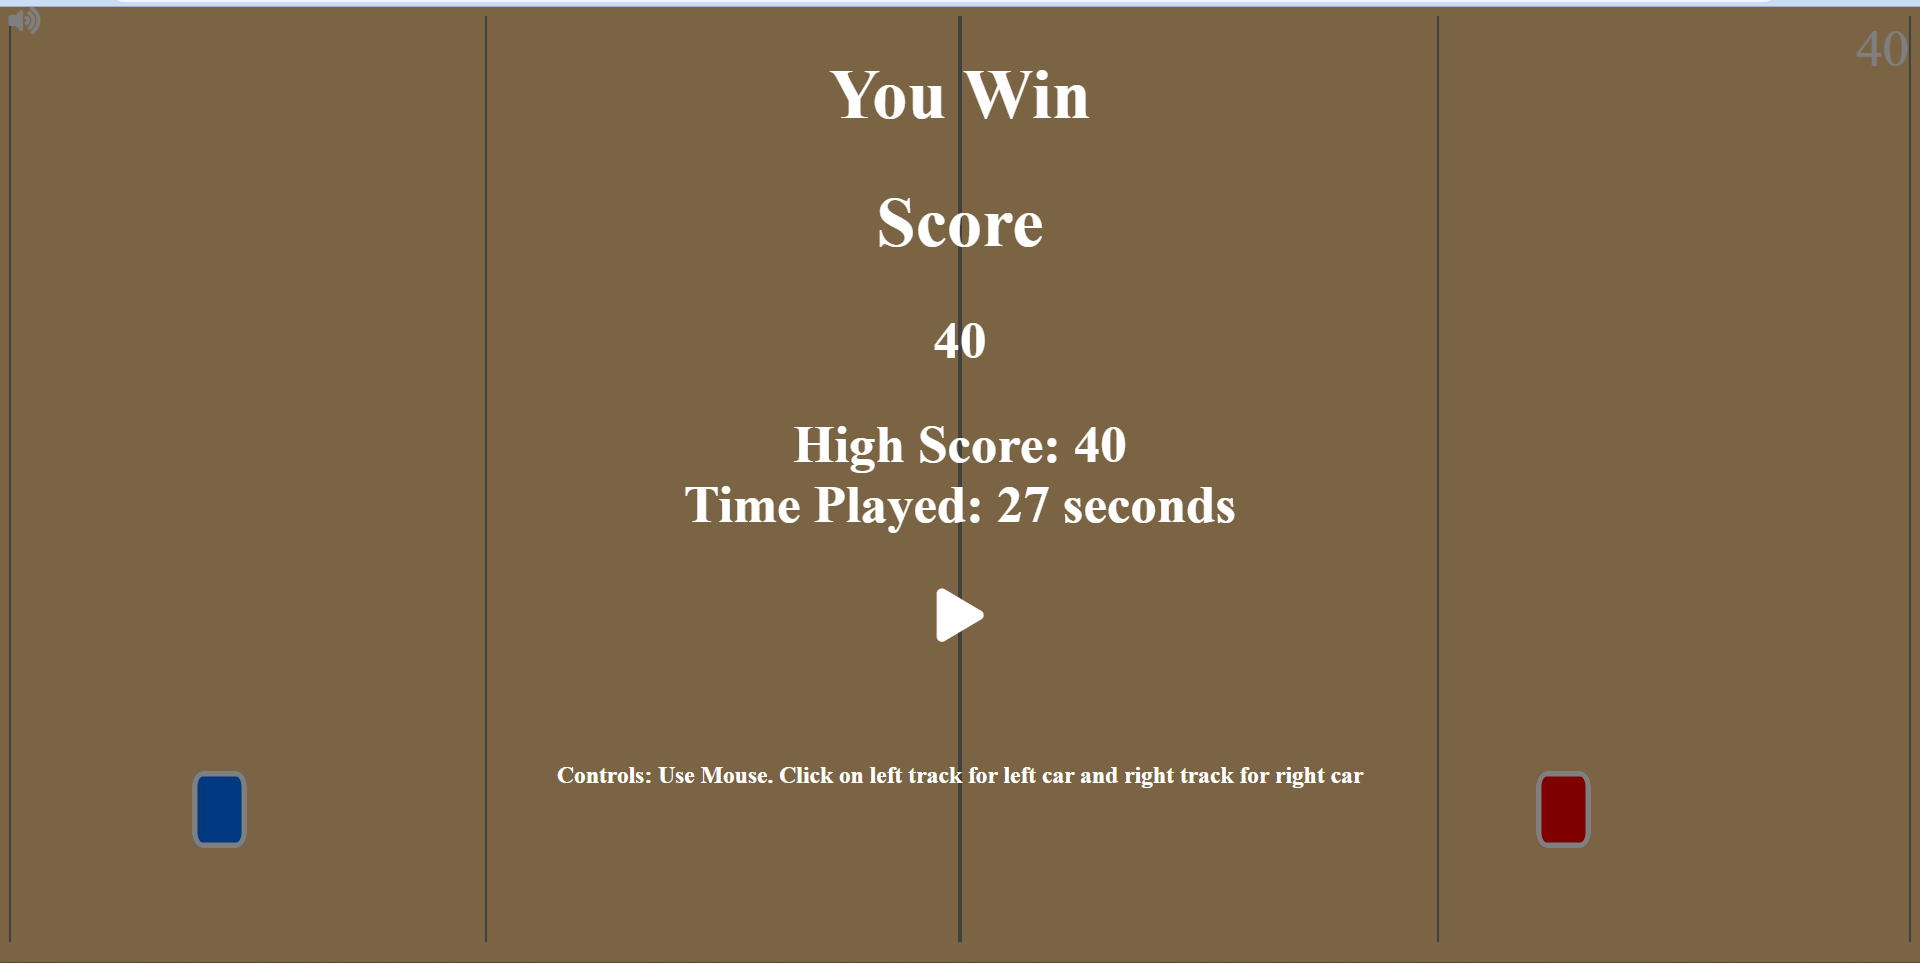 40
You Win
Score
40
High Score: 40
Time Played: 27 seconds
Controls: Use Mouse. Click on left track for left car and right track for right car